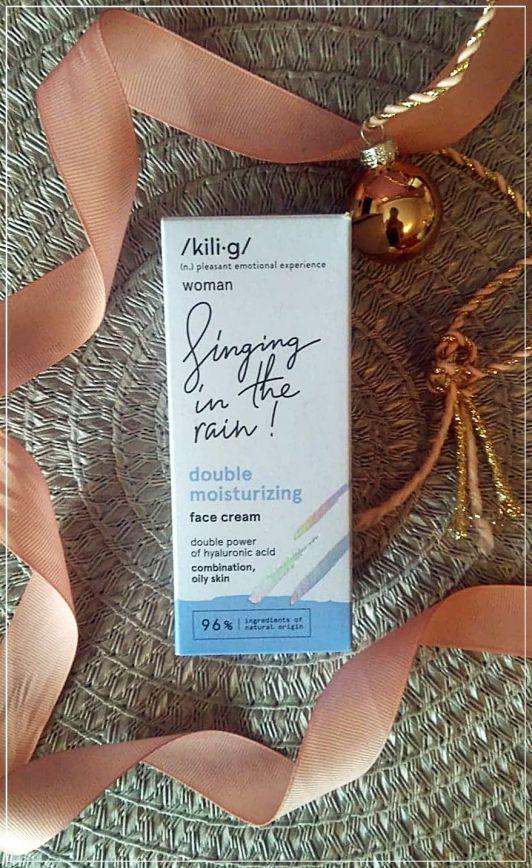 /kili·g/
(n.) pleasant emotional experience
woman
Singing
in the
rain!
double
moisturizing
face cream
double power
of hyaluronic acid
combination,
oily skin
96% | ingredients of
natural origin